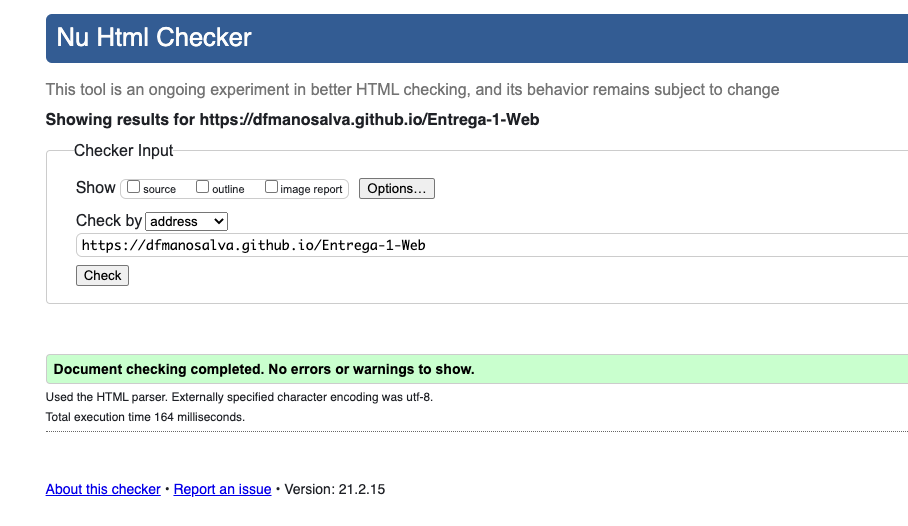 Nu Html Checker
This tool is an ongoing experiment in better HTML checking, and its behavior remains subject to change
Showing results for https://dfmanosalva.github.io/Entrega-1-Web
Checker Input
Show source outline image report Options...
Check by address
https://dfmanosalva.github.io/Entrega-1-Web
Check
Document checking completed. No errors or warnings to show.
Used the HTML parser. Externally specified character encoding was utf-8.
Total execution time 164 milliseconds.
About this checker • Report an issue • Version: 21.2.15